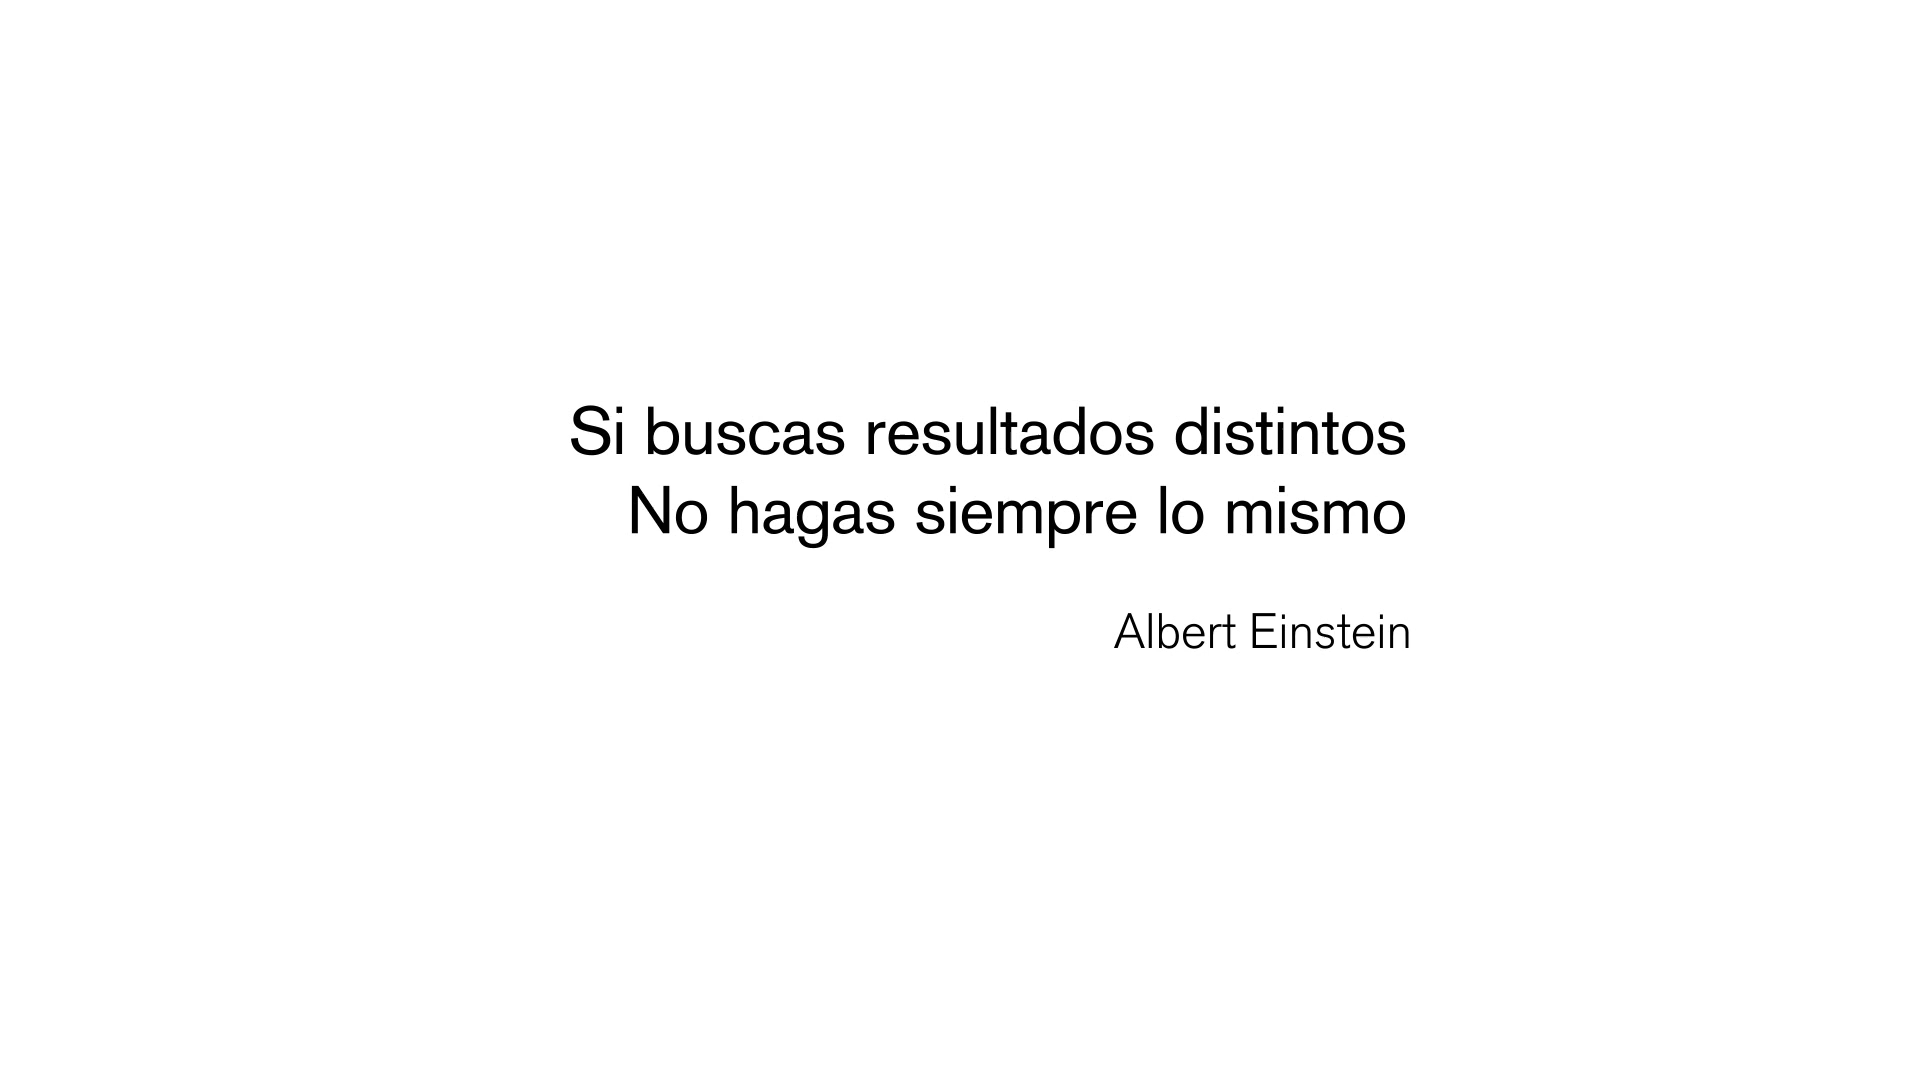 Si buscas resultados distintos
No hagas siempre lo mismo
Albert Einstein